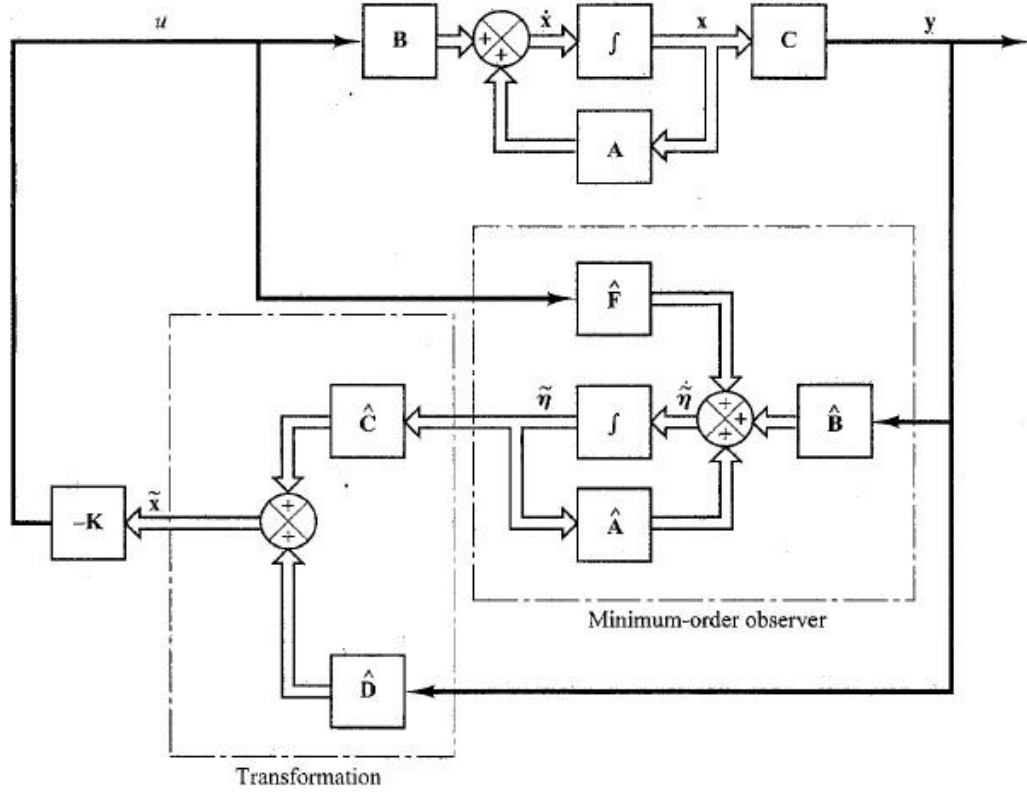 u
B
+
+
ẋ
∫
x
C
y
A
F̂
Ĉ
η̃
∫
η̃̇
+
+
+
B̂
-K
x̃
+
+
Â
Minimum-order observer
D̂
Transformation